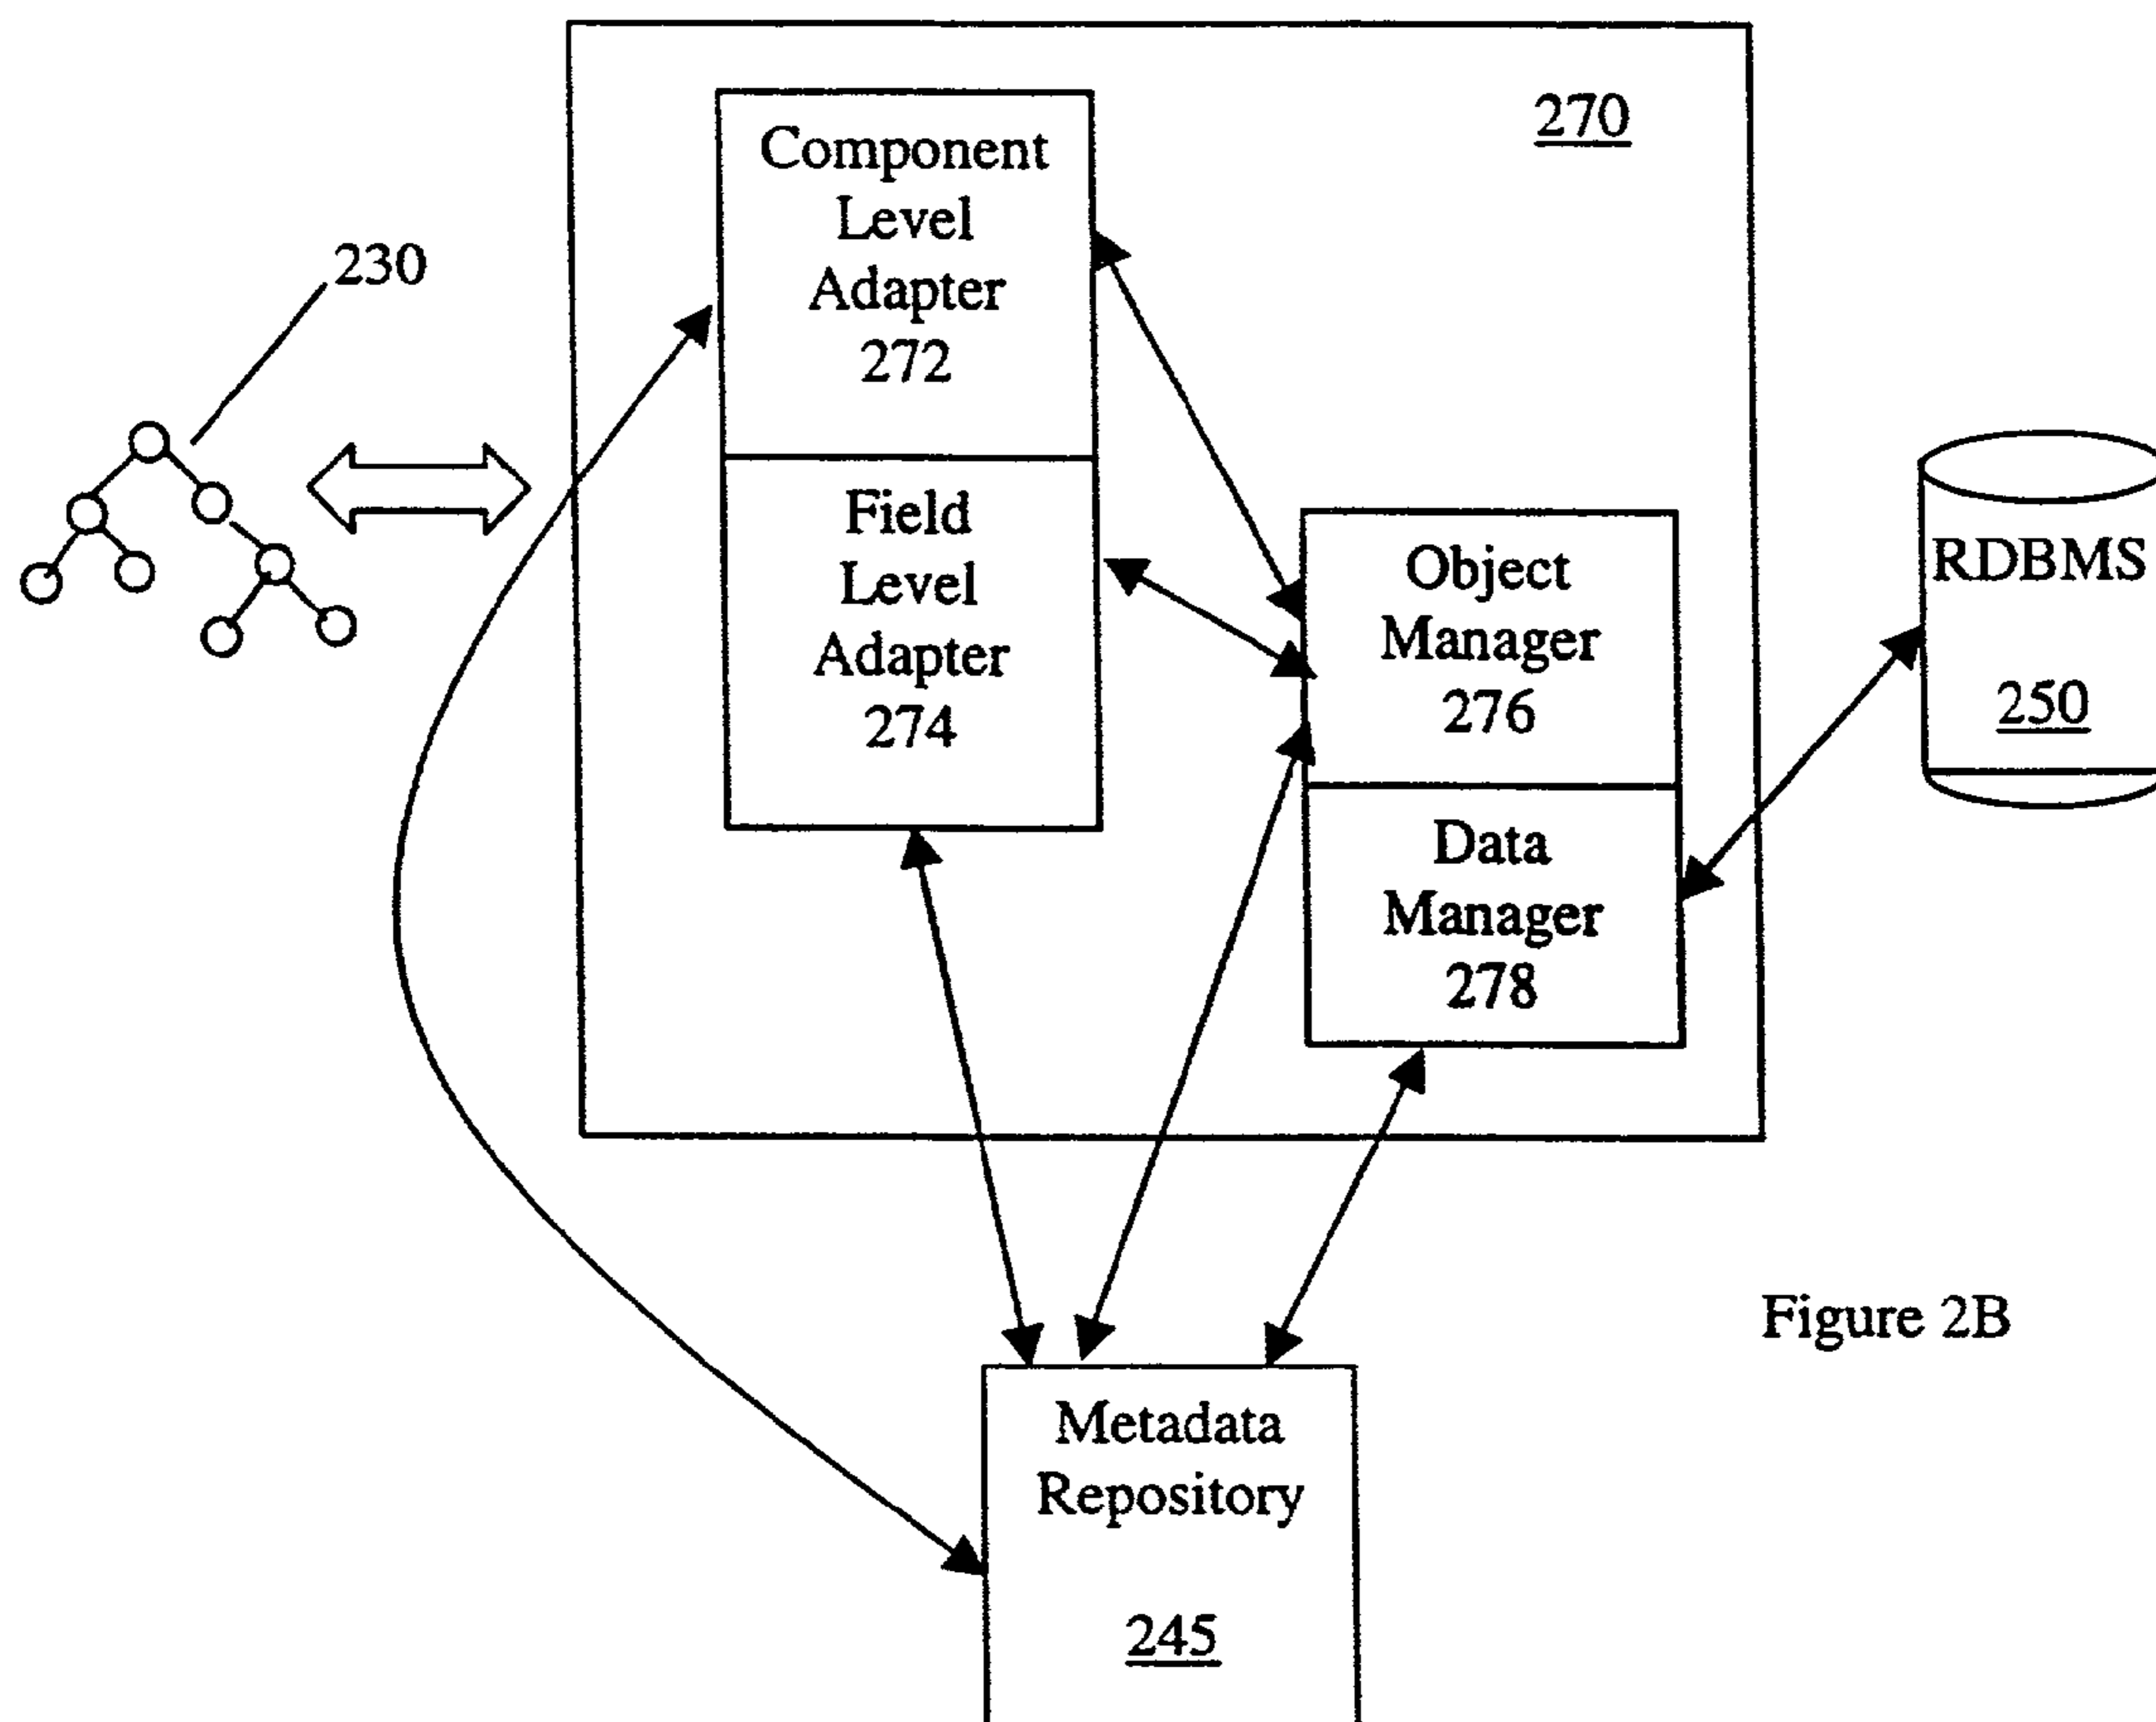 270
Component
Level
Adapter
272
230
Field
Level
Adapter
274
Object
Manager
276
RDBMS
250
Data
Manager
278
Figure 2B
Metadata
Repository
245